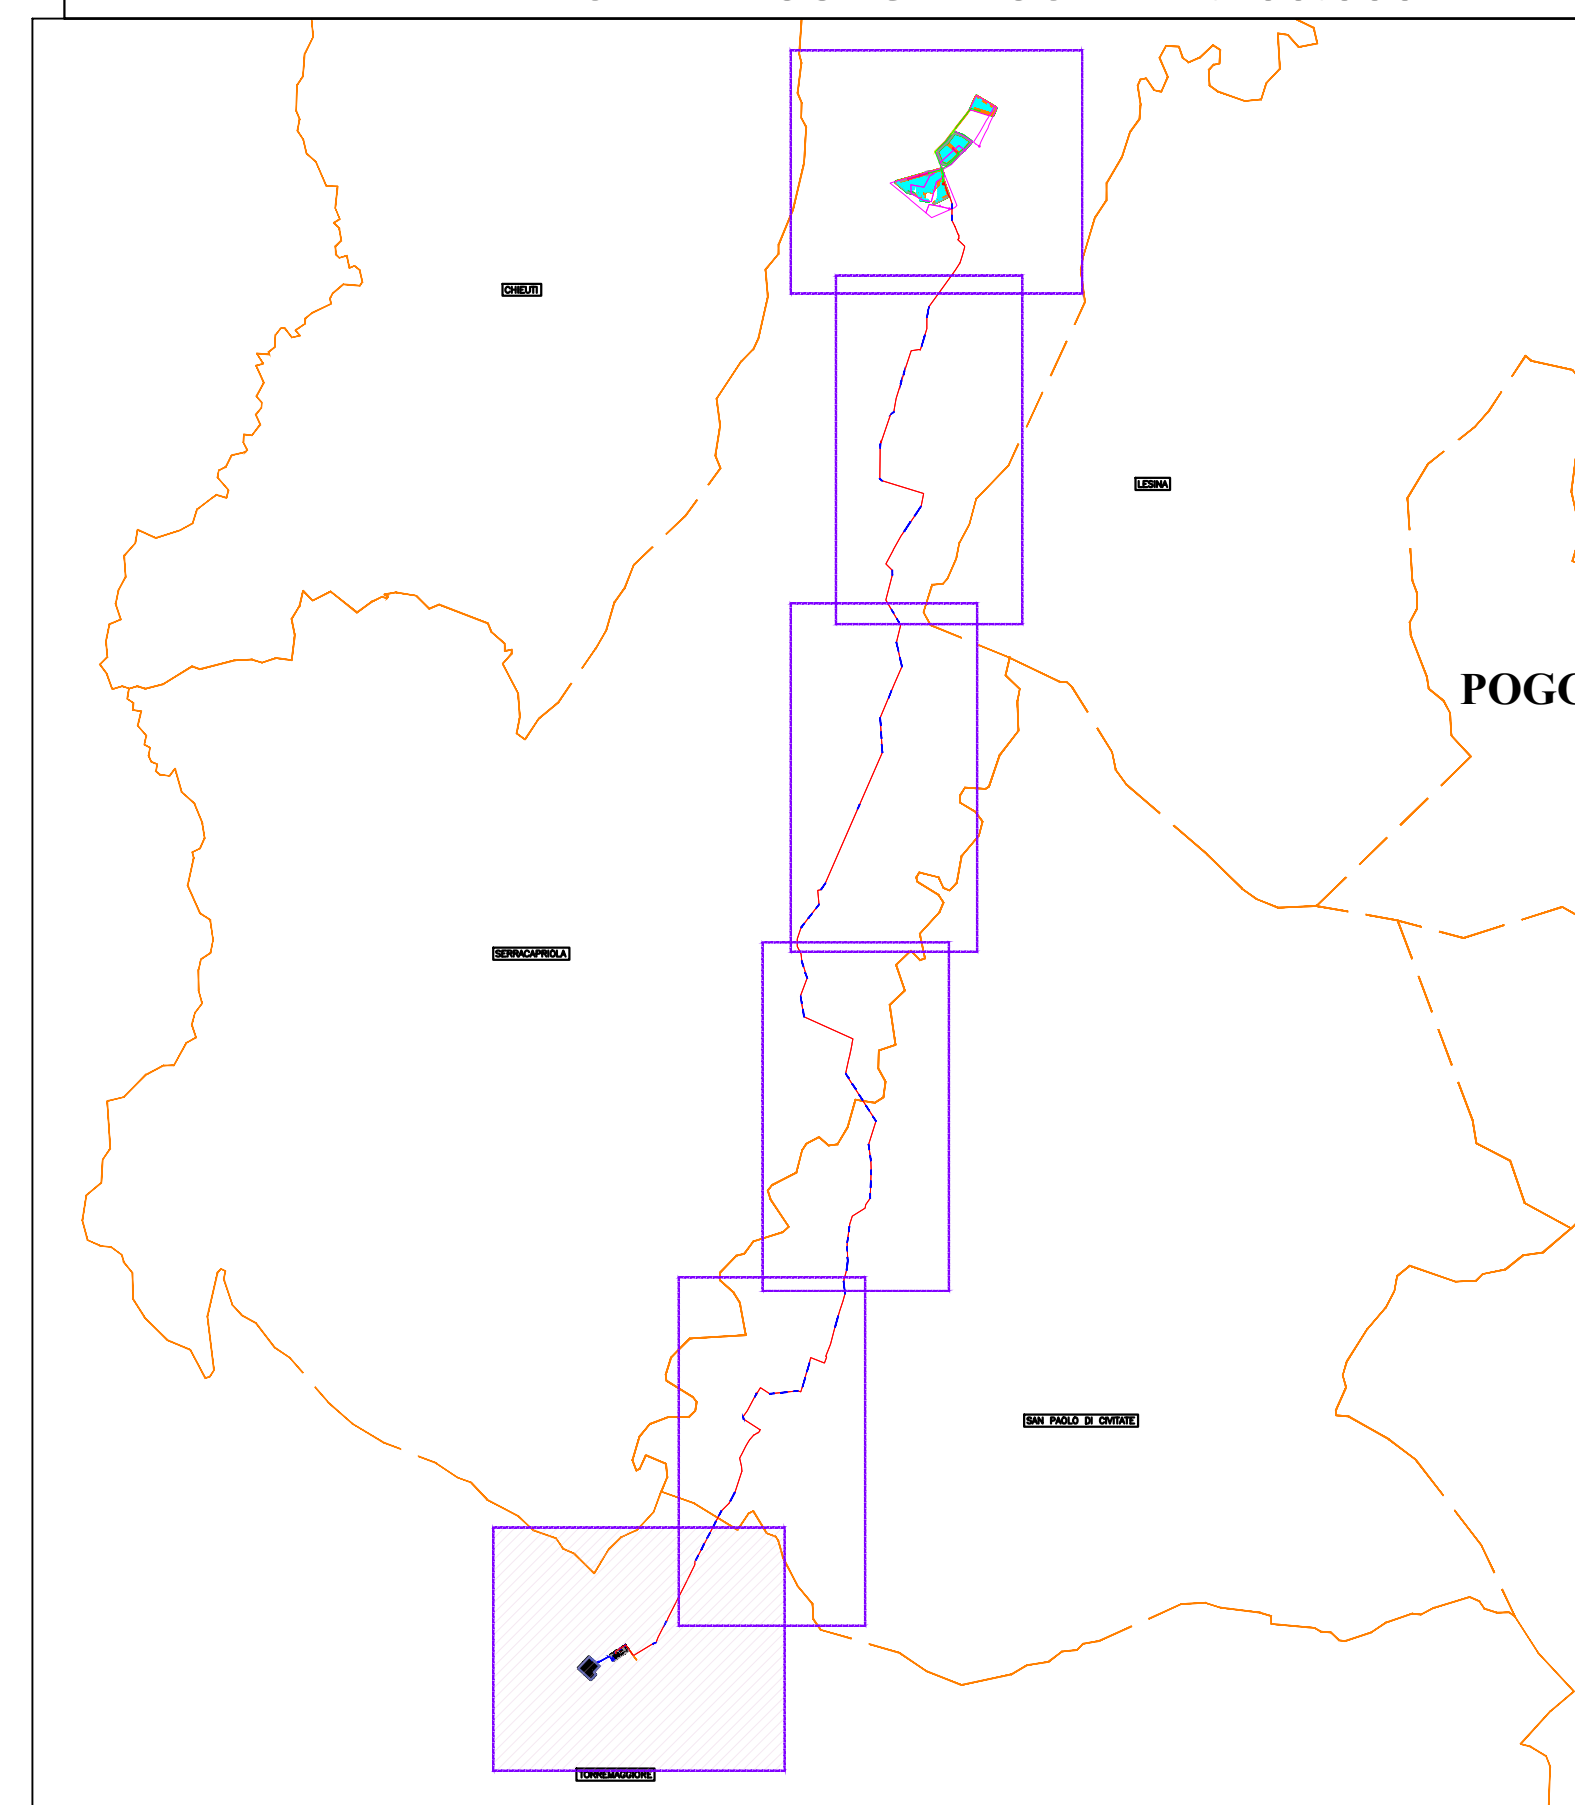 CHIEUTI
LESINA
POGG
SERRACAPRIOLA
SAN PAOLO DI CIVITATE
TORREMAGGIORE